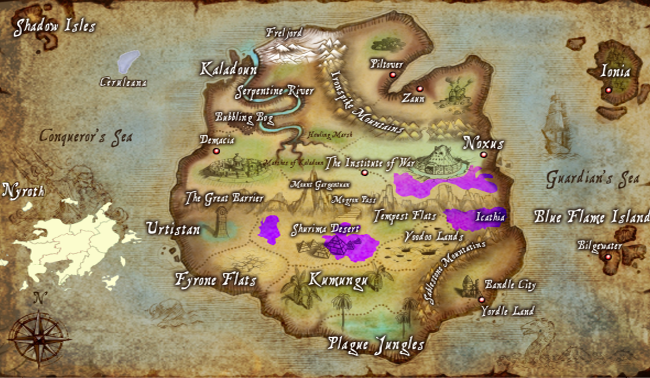 Shadow Isles
Freljord
Ceruleana
Kaladoun
Piltover
Ionia
Serpentine River
Zaun
Ironspike Mountains
Bubbling Bog
Conqueror's Sea
Howling Marsh
Demacia
Noxus
Marshes of Kaladoun
The Institute of War
Guardian's Sea
Nyroth
Mount Gargantuan
The Great Barrier
Mogron Pass
Tempest Flats
Icathia
Blue Flame Island
Urtistan
Shurima Desert
Voodoo Lands
Bilgewater
Sablestone Mountatins
Fyrone Flats
Kumungu
Bandle City
N
Yordle Land
Plague Jungles